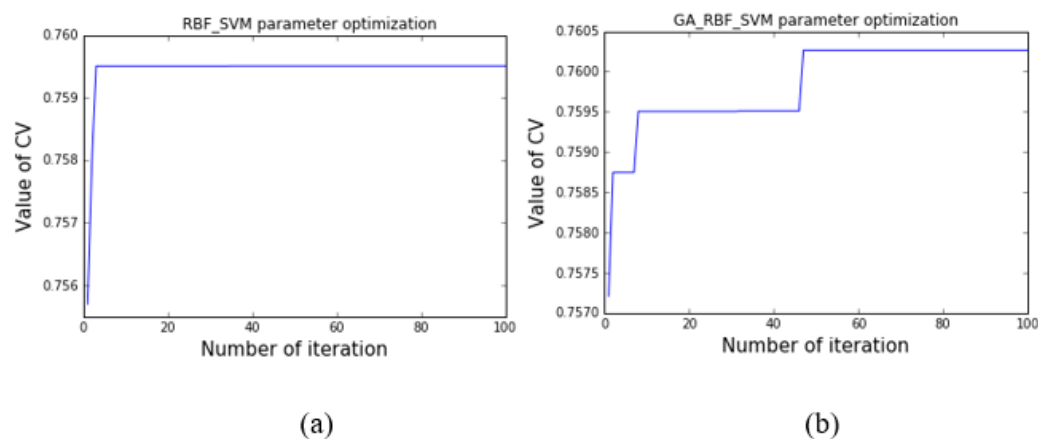 RBF_SVM parameter optimization
0.760
0.759
0.758
0.757
0.756
Value of CV
0 20 40 60 80 100
Number of iteration
(a)
GA_RBF_SVM parameter optimization
0.7605
0.7600
0.7595
0.7590
0.7585
0.7580
0.7575
0.7570
Value of CV
0 20 40 60 80 100
Number of iteration
(b)